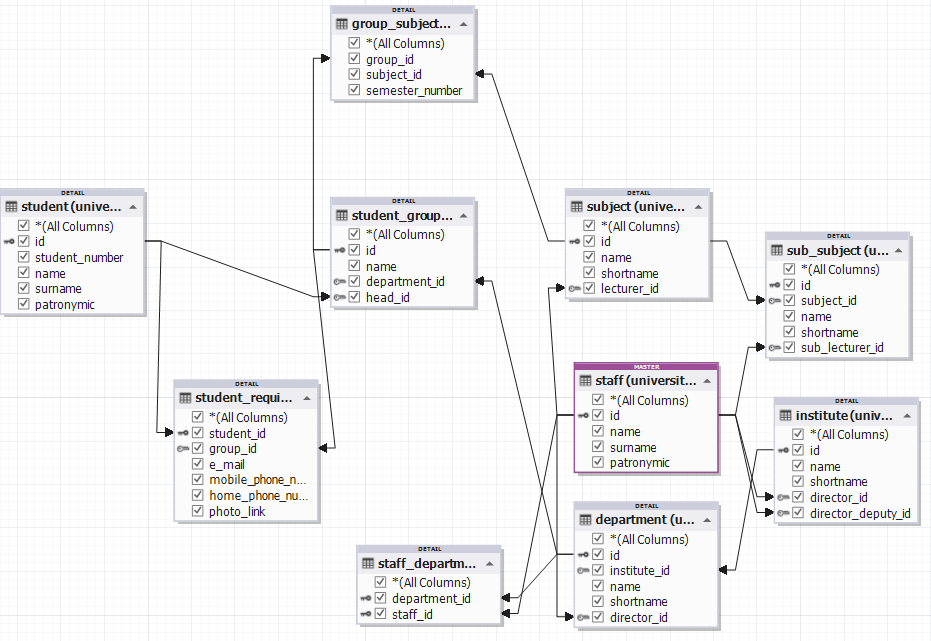 DETAIL
group_subject...
*(All Columns)
group_id
subject_id
semester_number
DETAIL
student (unive...
*(All Columns)
id
student_number
name
surname
patronymic
DETAIL
student_group...
*(All Columns)
id
name
department_id
head_id
DETAIL
subject (unive...
*(All Columns)
id
name
shortname
lecturer_id
DETAIL
sub_subject (u...
*(All Columns)
id
subject_id
name
shortname
sub_lecturer_id
MASTER
staff (universit...
*(All Columns)
id
name
surname
patronymic
DETAIL
student_requi...
*(All Columns)
student_id
group_id
e_mail
mobile_phone_n...
home_phone_nu...
photo_link
DETAIL
institute (univ...
*(All Columns)
id
name
shortname
director_id
director_deputy_id
DETAIL
department (u...
*(All Columns)
id
institute_id
name
shortname
director_id
DETAIL
staff_departm...
*(All Columns)
department_id
staff_id